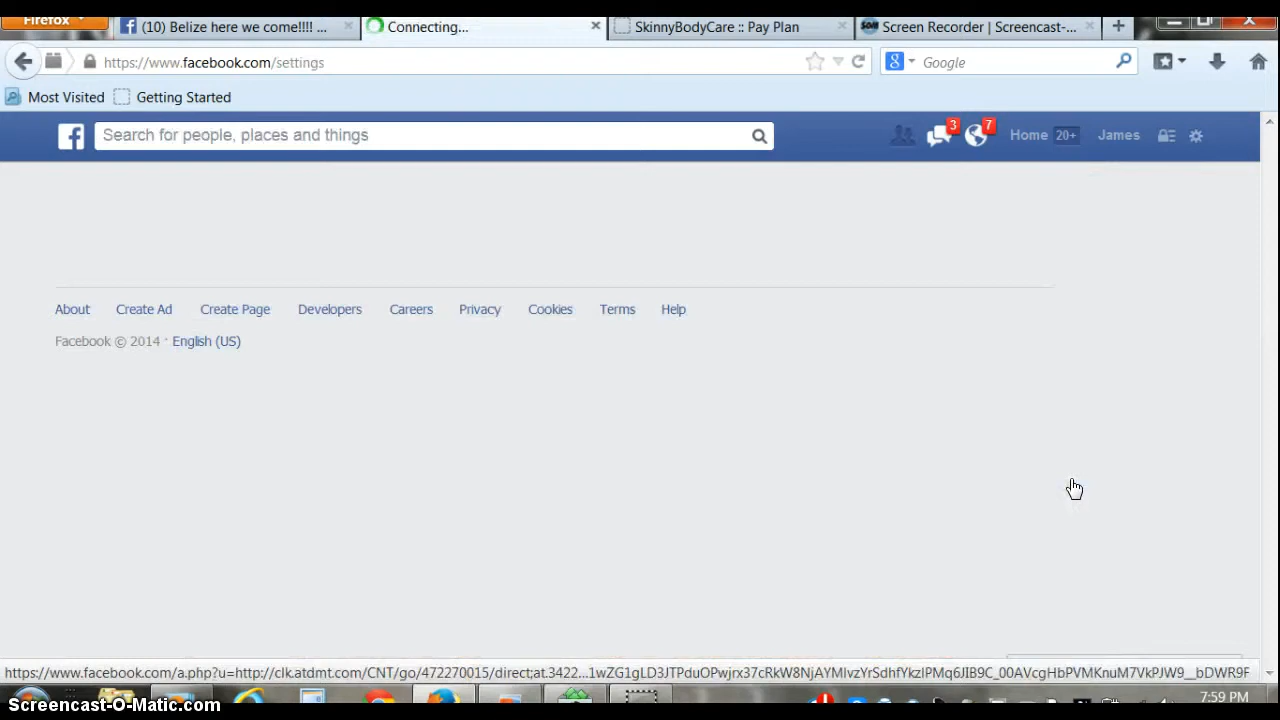 Firefox
(10) Belize here we come!!!! ...
Connecting...
SkinnyBodyCare :: Pay Plan
Screen Recorder | Screencast-...
https://www.facebook.com/settings
Google
Most Visited
Getting Started
Search for people, places and things
3
7
Home 20+
James
About Create Ad Create Page Developers Careers Privacy Cookies Terms Help
Facebook © 2014 · English (US)
https://www.facebook.com/a.php?u=http://clk.atdmt.com/CNT/go/472270015/direct;at.3422...
7:59 PM
Screencast-O-Matic.com